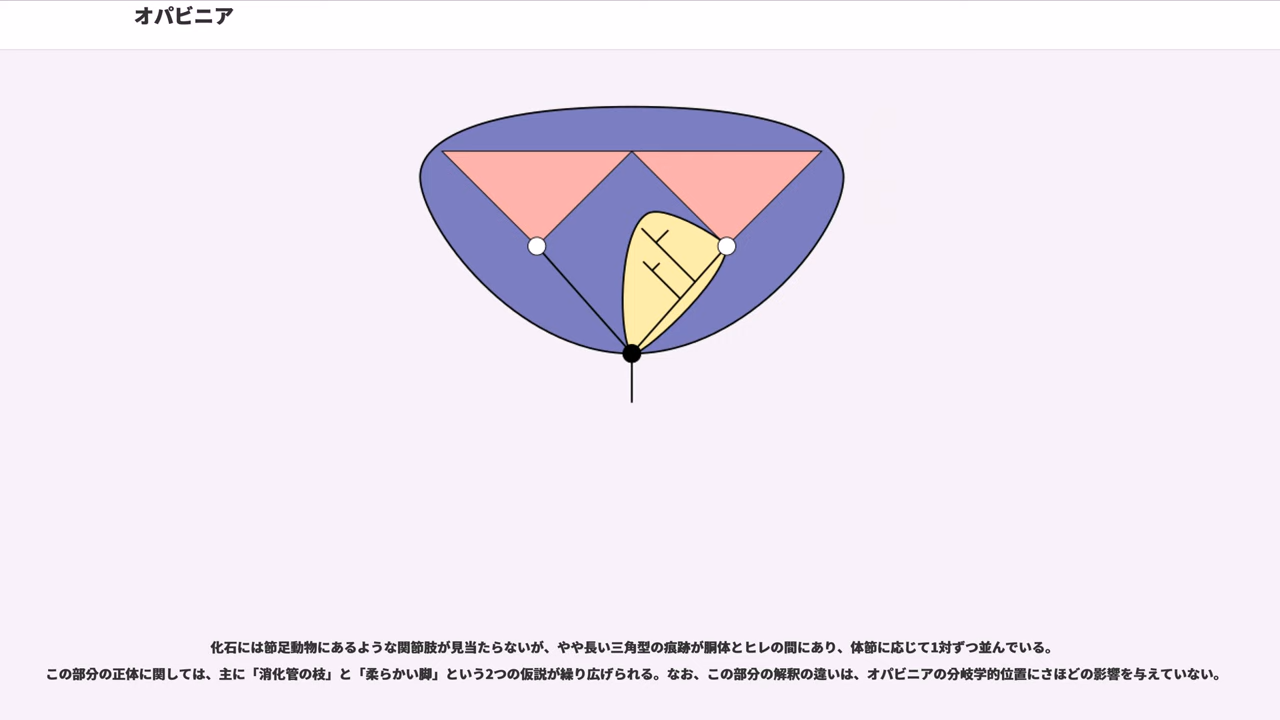 オパビニア
化石には節足動物にあるような関節肢が見当たらないが、やや長い三角型の痕跡が胴体とヒレの間にあり、体節に応じて1対ずつ並んでいる。
この部分の正体に関しては、主に「消化管の枝」と「柔らかい脚」という2つの仮説が繰り広げられる。なお、この部分の解釈の違いは、オパビニアの分岐学的位置にさほどの影響を与えていない。